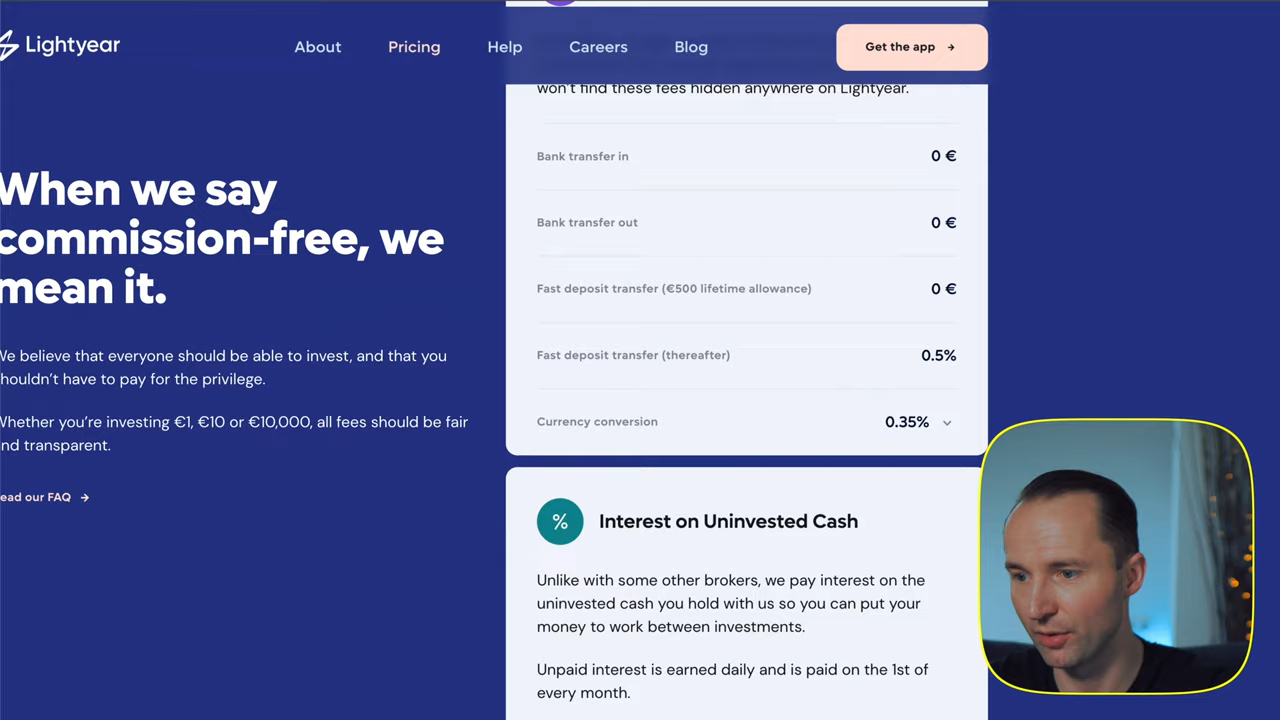 Lightyear
About
Pricing
Help
Careers
Blog
Get the app →
When we say
commission-free, we
mean it.
We believe that everyone should be able to invest, and that you
shouldn't have to pay for the privilege.
Whether you're investing €1, €10 or €10,000, all fees should be fair
and transparent.
Read our FAQ →
won't find these fees hidden anywhere on Lightyear.
Bank transfer in 0 €
Bank transfer out 0 €
Fast deposit transfer (€500 lifetime allowance) 0 €
Fast deposit transfer (thereafter) 0.5%
Currency conversion 0.35%
%
Interest on Uninvested Cash
Unlike with some other brokers, we pay interest on the
uninvested cash you hold with us so you can put your
money to work between investments.
Unpaid interest is earned daily and is paid on the 1st of
every month.